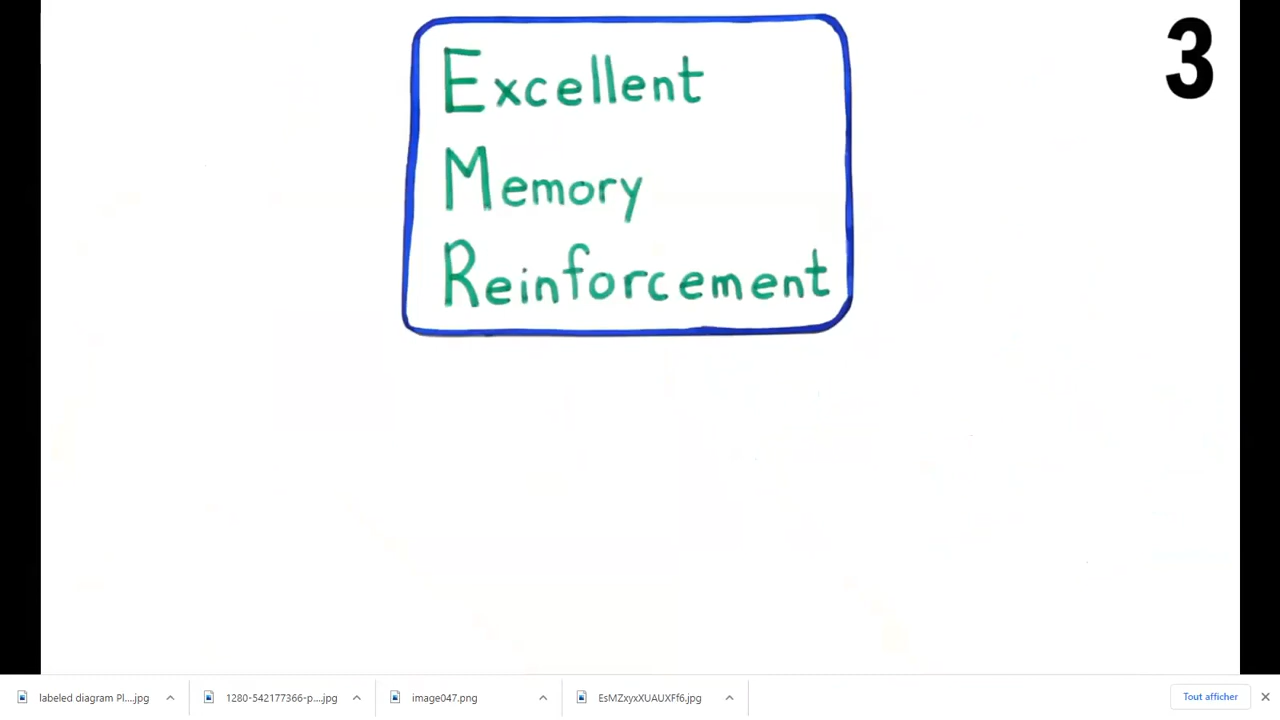 3
Excellent
Memory
Reinforcement
labeled diagram Pl....jpg
1280-542177366-p....jpg
image047.png
EsMZxyxXUAUXFf6.jpg
Tout afficher